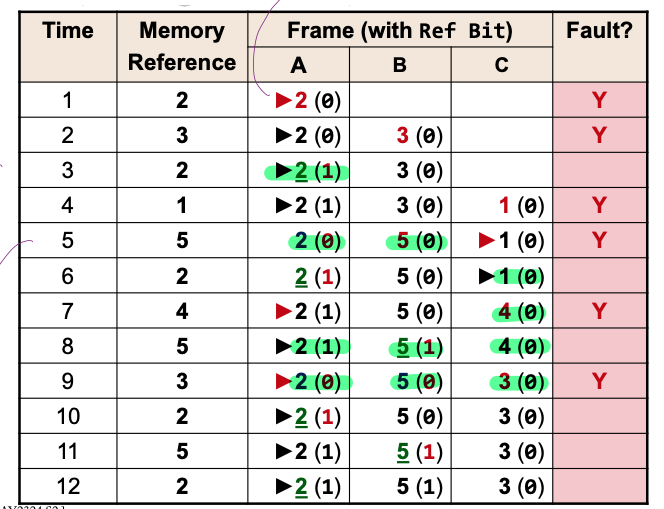 Time Memory Reference Frame (with Ref Bit) Fault?
A B C
1 2 ▶2 (0) Y
2 3 ▶2 (0) 3 (0) Y
3 2 ▶2 (1) 3 (0)
4 1 ▶2 (1) 3 (0) 1 (0) Y
5 5 2 (0) 5 (0) ▶1 (0) Y
6 2 2 (1) 5 (0) ▶1 (0)
7 4 ▶2 (1) 5 (0) 4 (0) Y
8 5 ▶2 (1) 5 (1) 4 (0)
9 3 ▶2 (0) 5 (0) 3 (0) Y
10 2 ▶2 (1) 5 (0) 3 (0)
11 5 ▶2 (1) 5 (1) 3 (0)
12 2 ▶2 (1) 5 (1) 3 (0)